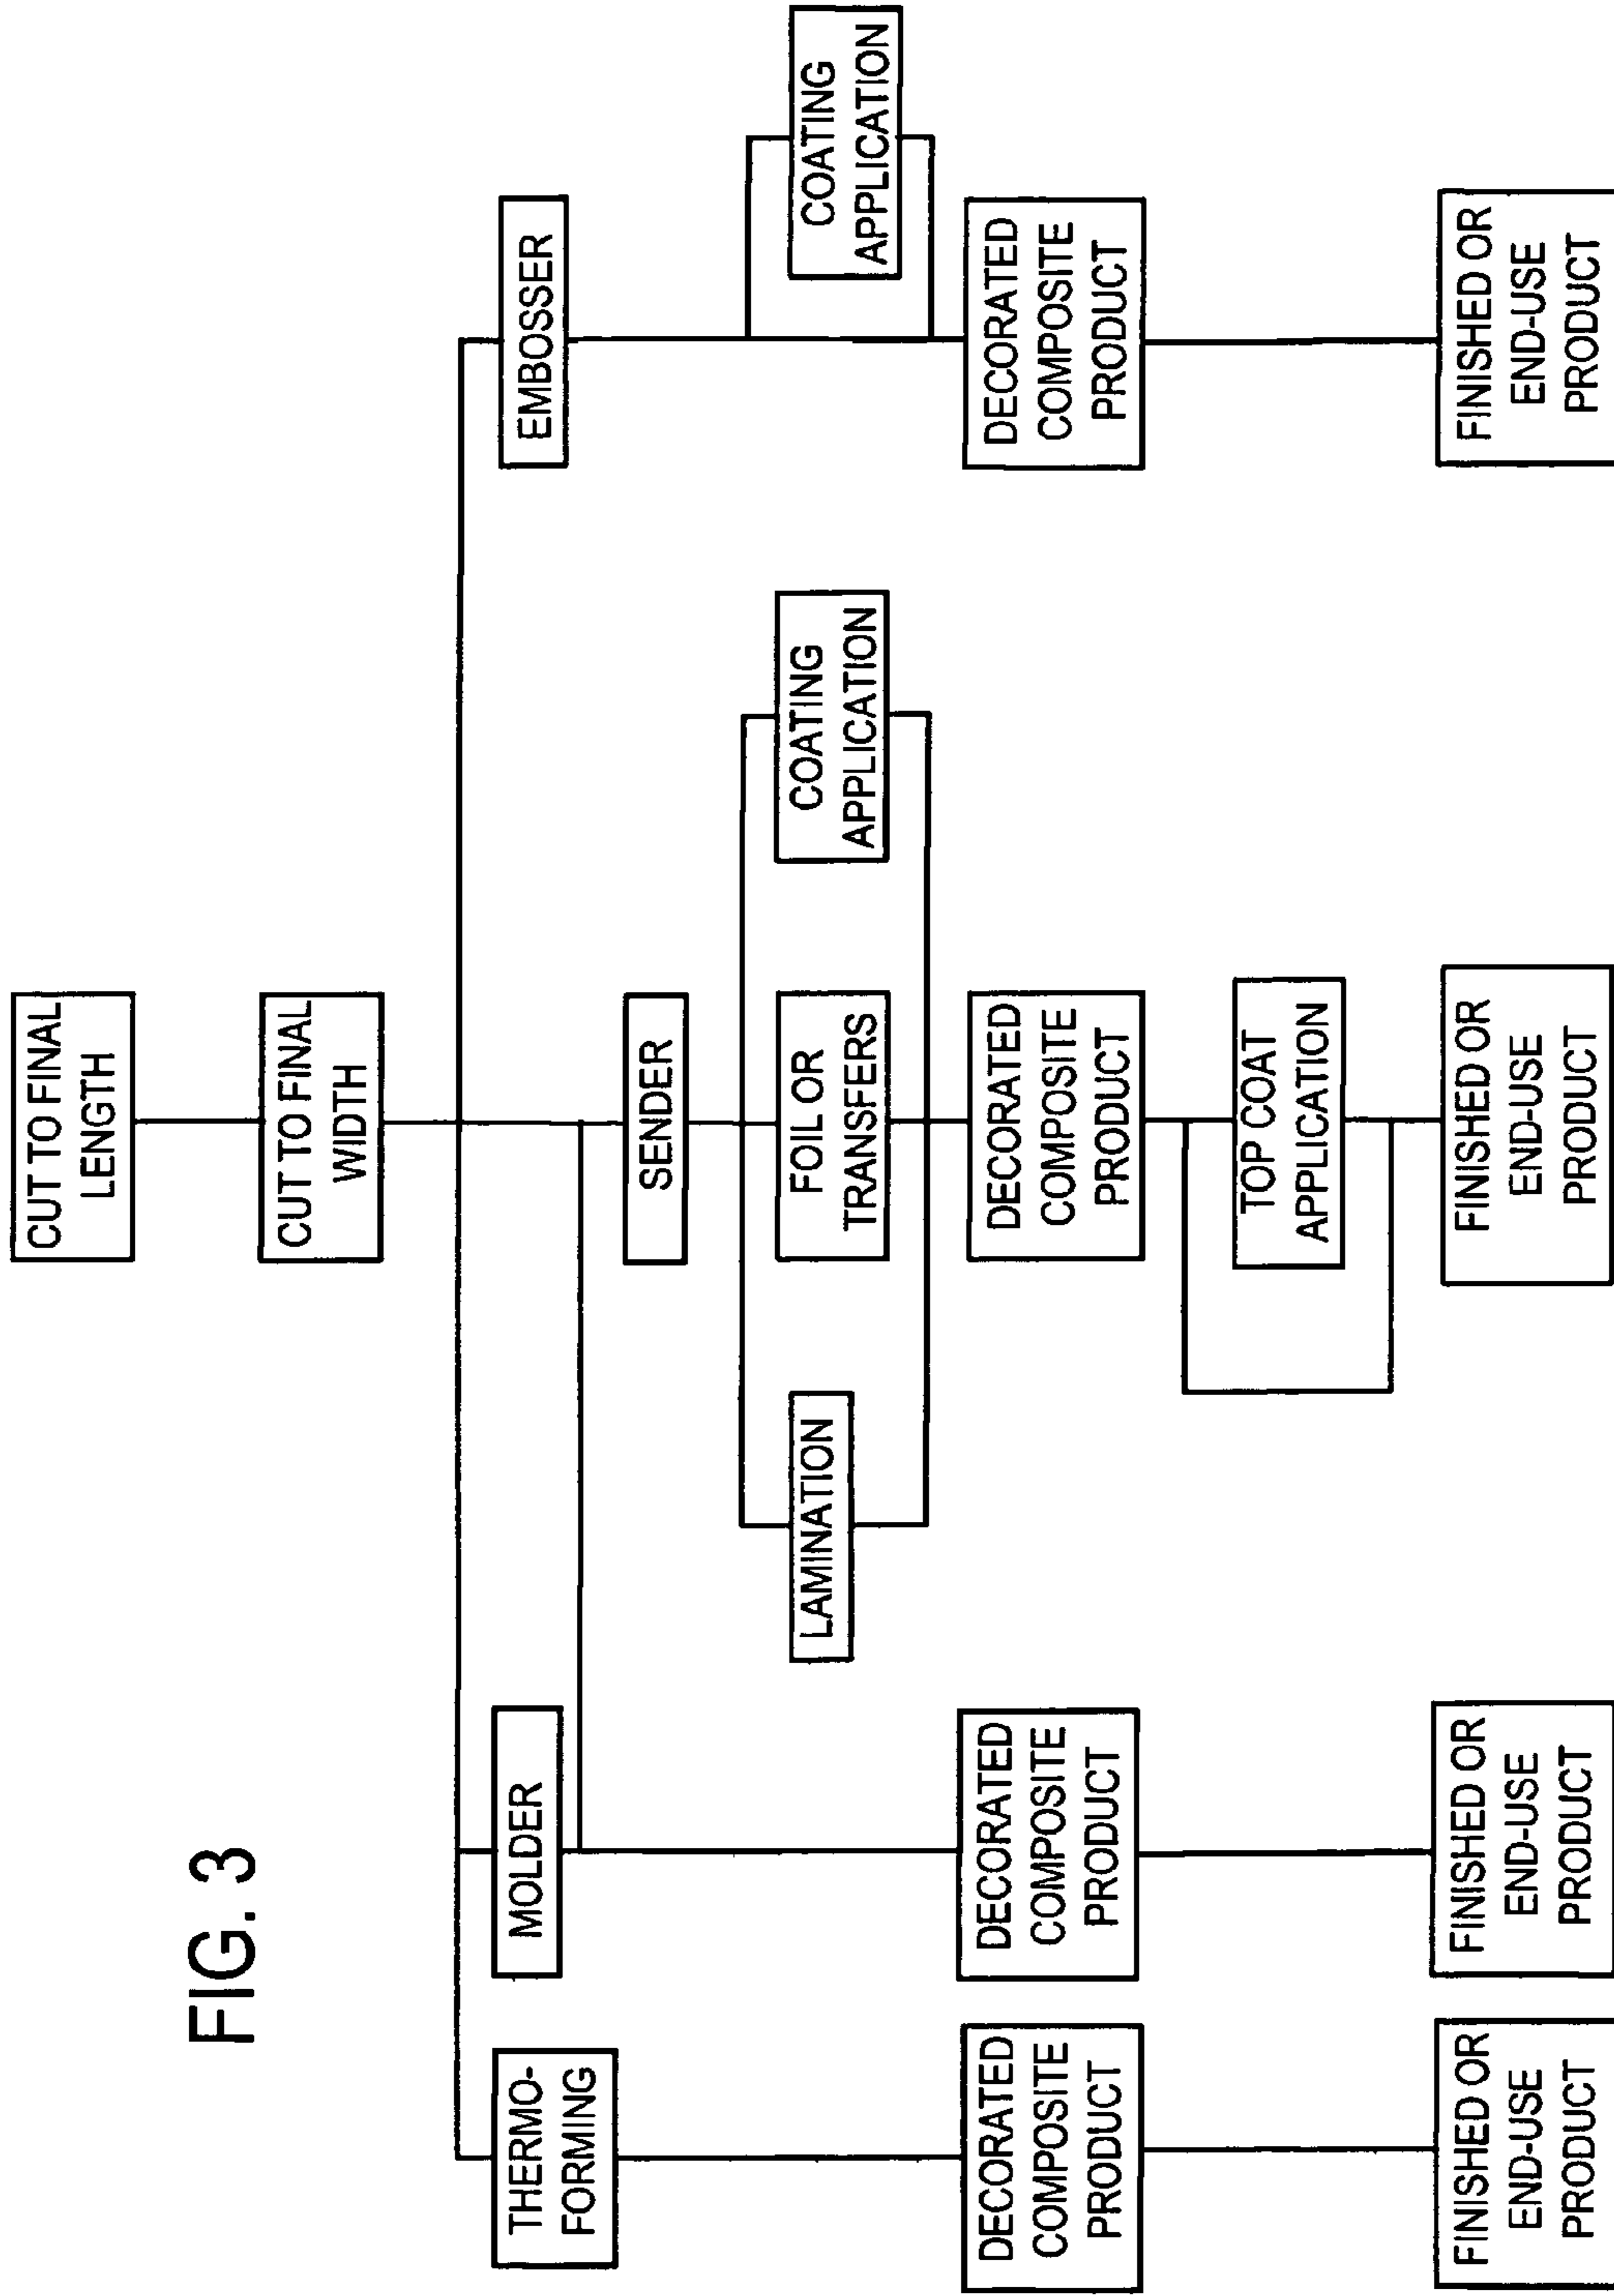 FIG. 3
CUT TO FINAL
LENGTH
CUT TO FINAL
WIDTH
THERMO-
FORMING
MOLDER
SENDER
EMBOSSER
LAMINATION
FOIL OR
TRANSFERS
COATING
APPLICATION
COATING
APPLICATION
DECORATED
COMPOSITE
PRODUCT
DECORATED
COMPOSITE
PRODUCT
DECORATED
COMPOSITE
PRODUCT
DECORATED
COMPOSITE
PRODUCT
TOP COAT
APPLICATION
FINISHED OR
END-USE
PRODUCT
FINISHED OR
END-USE
PRODUCT
FINISHED OR
END-USE
PRODUCT
FINISHED OR
END-USE
PRODUCT